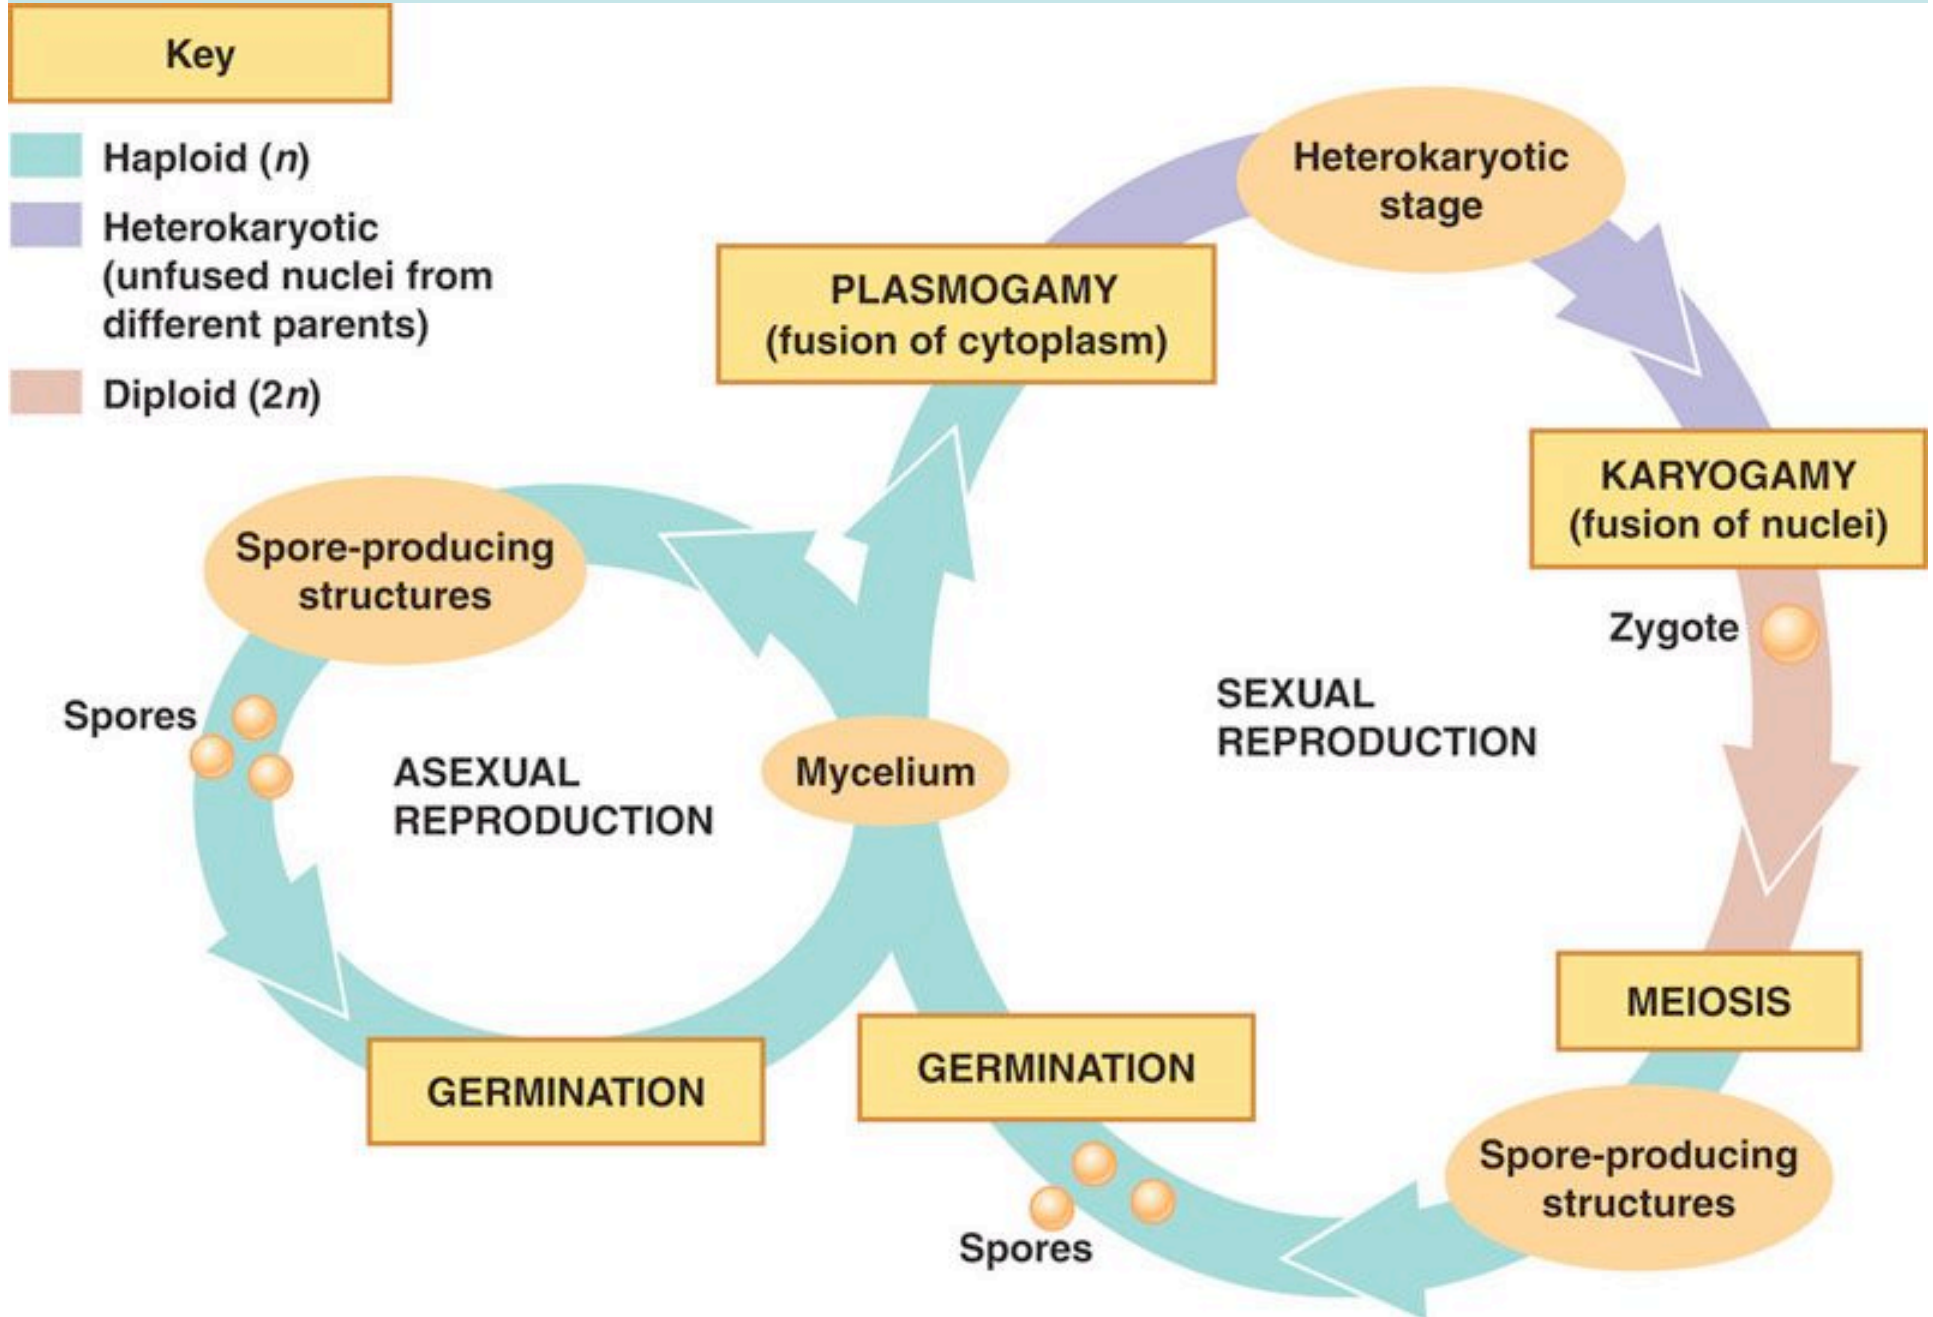 Key
Haploid (n)
Heterokaryotic
(unfused nuclei from
different parents)
Diploid (2n)
Heterokaryotic
stage
PLASMOGAMY
(fusion of cytoplasm)
KARYOGAMY
(fusion of nuclei)
Spore-producing
structures
Zygote
Spores
SEXUAL
REPRODUCTION
ASEXUAL
REPRODUCTION
Mycelium
MEIOSIS
GERMINATION
GERMINATION
Spore-producing
structures
Spores